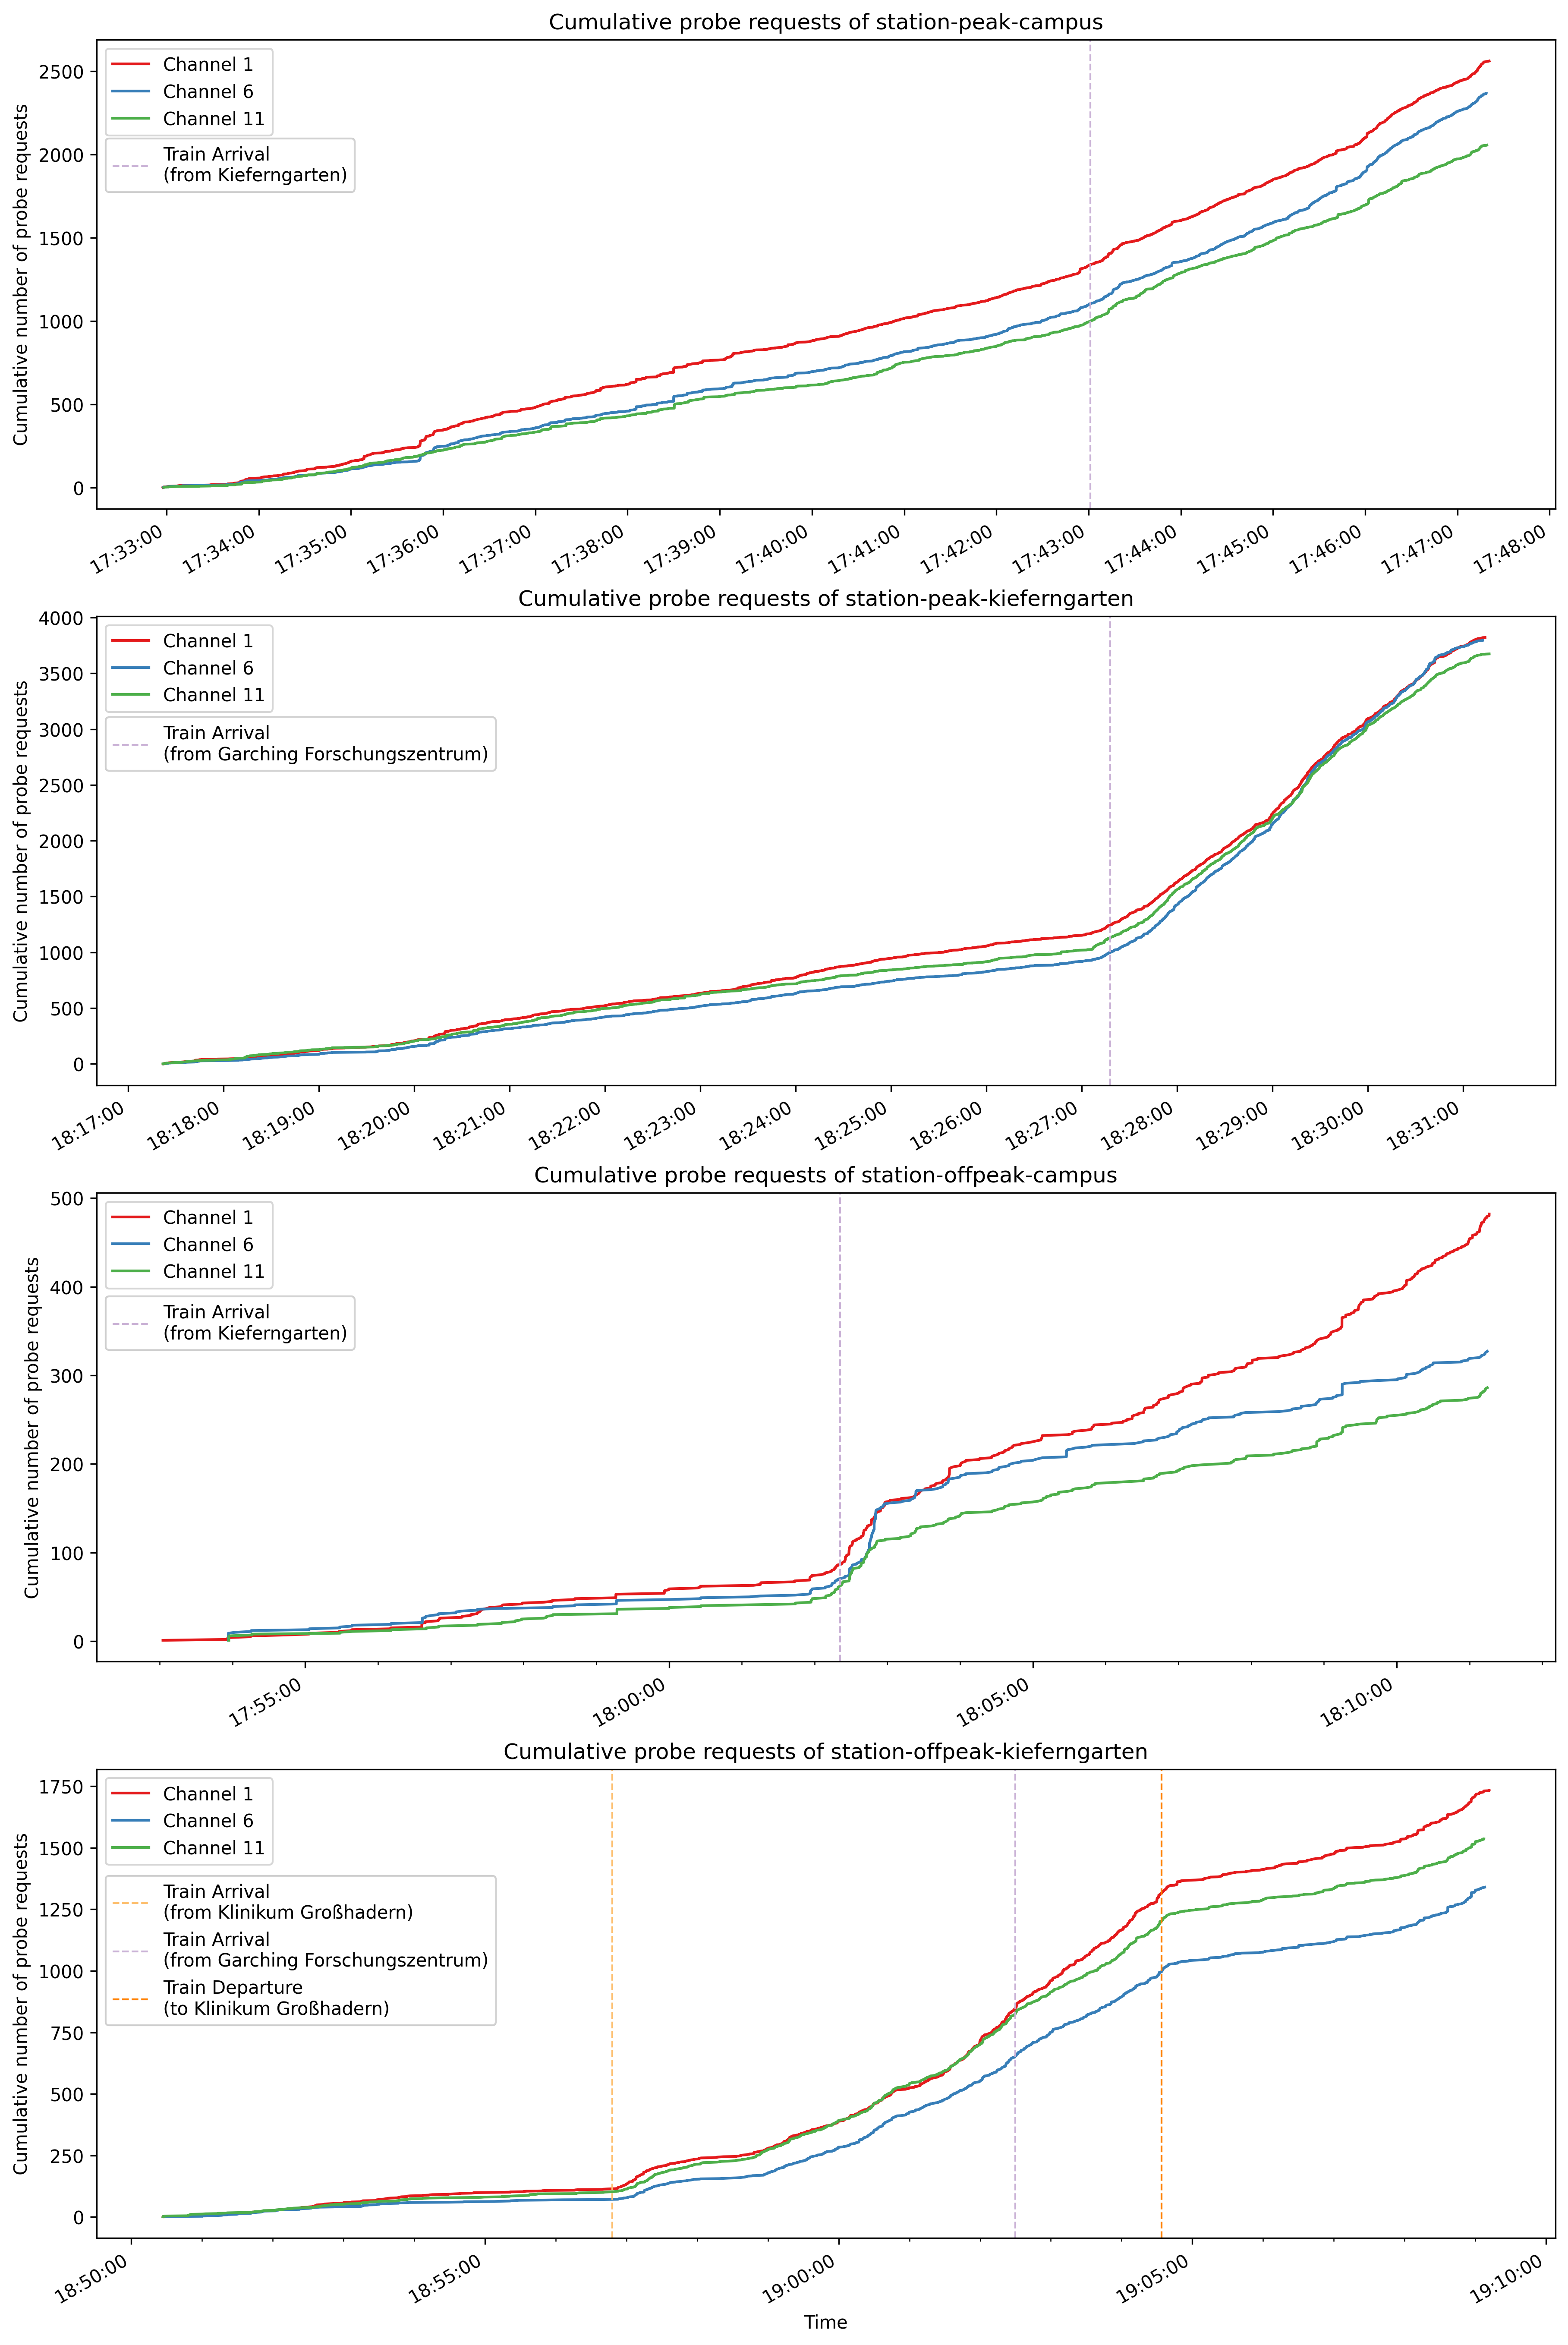 Cumulative probe requests of station-peak-campus
Cumulative number of probe requests
2500
2000
1500
1000
500
0
Channel 1
Channel 6
Channel 11
Train Arrival
(from Kieferngarten)
17:33:00
17:34:00
17:35:00
17:36:00
17:37:00
17:38:00
17:39:00
17:40:00
17:41:00
17:42:00
17:43:00
17:44:00
17:45:00
17:46:00
17:47:00
17:48:00
Cumulative probe requests of station-peak-kieferngarten
Cumulative number of probe requests
4000
3500
3000
2500
2000
1500
1000
500
0
Channel 1
Channel 6
Channel 11
Train Arrival
(from Garching Forschungszentrum)
18:17:00
18:18:00
18:19:00
18:20:00
18:21:00
18:22:00
18:23:00
18:24:00
18:25:00
18:26:00
18:27:00
18:28:00
18:29:00
18:30:00
18:31:00
Cumulative probe requests of station-offpeak-campus
Cumulative number of probe requests
500
400
300
200
100
0
Channel 1
Channel 6
Channel 11
Train Arrival
(from Kieferngarten)
17:55:00
18:00:00
18:05:00
18:10:00
Cumulative probe requests of station-offpeak-kieferngarten
Cumulative number of probe requests
1750
1500
1250
1000
750
500
250
0
Channel 1
Channel 6
Channel 11
Train Arrival
(from Klinikum Großhadern)
Train Arrival
(from Garching Forschungszentrum)
Train Departure
(to Klinikum Großhadern)
18:50:00
18:55:00
19:00:00
19:05:00
19:10:00
Time